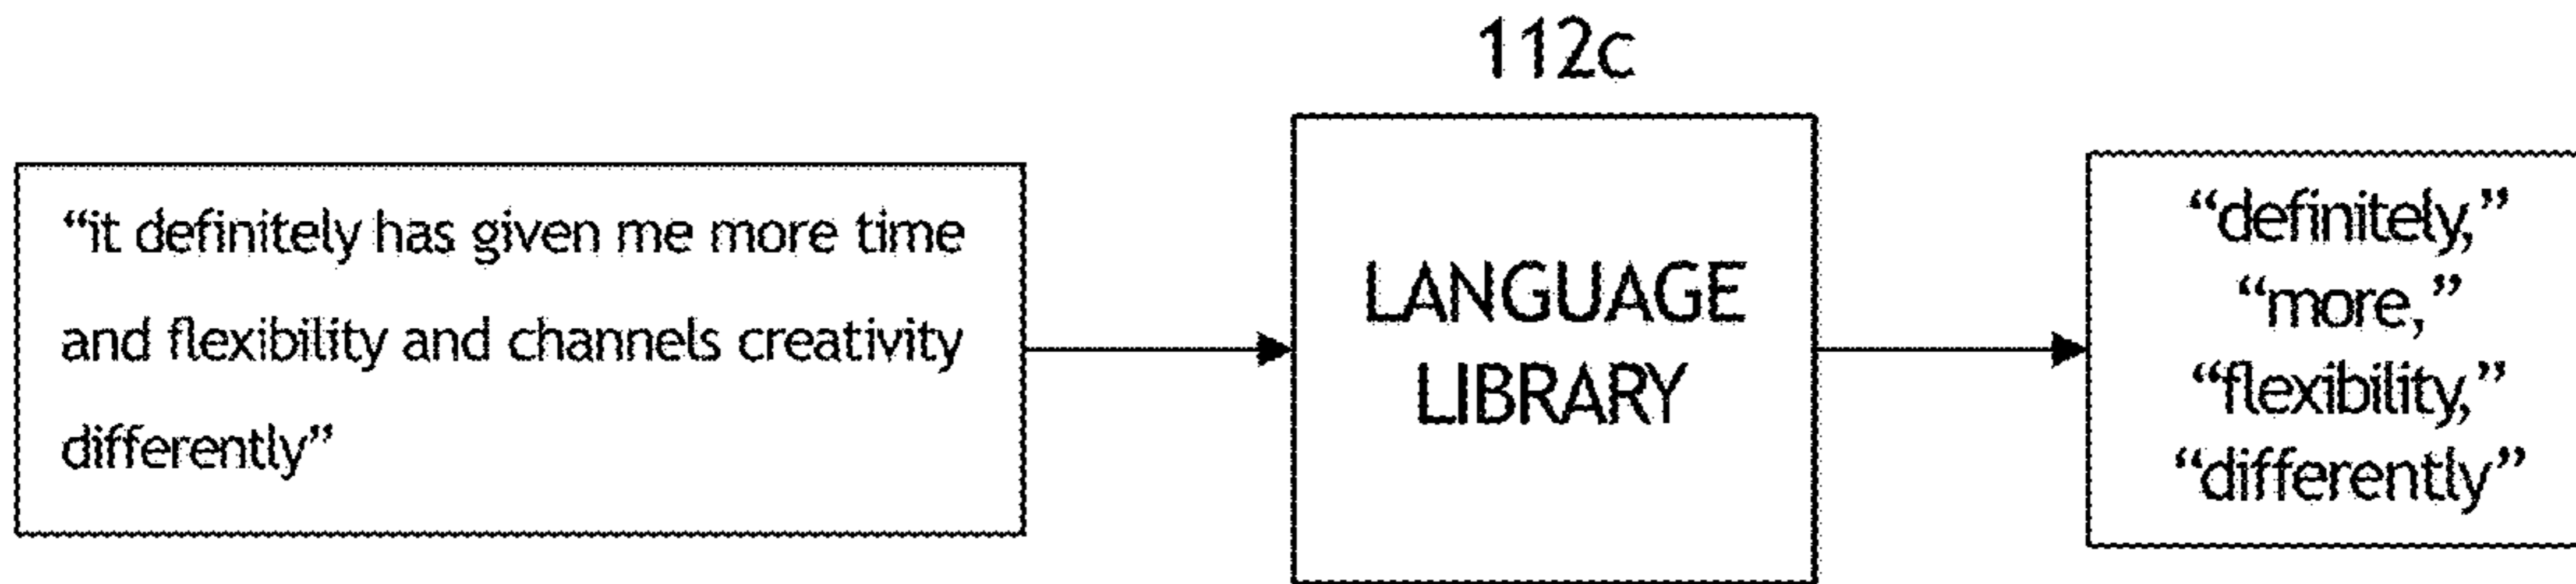 112c
“it definitely has given me more time
and flexibility and channels creativity
differently”
LANGUAGE
LIBRARY
“definitely,”
“more,”
“flexibility,”
“differently”